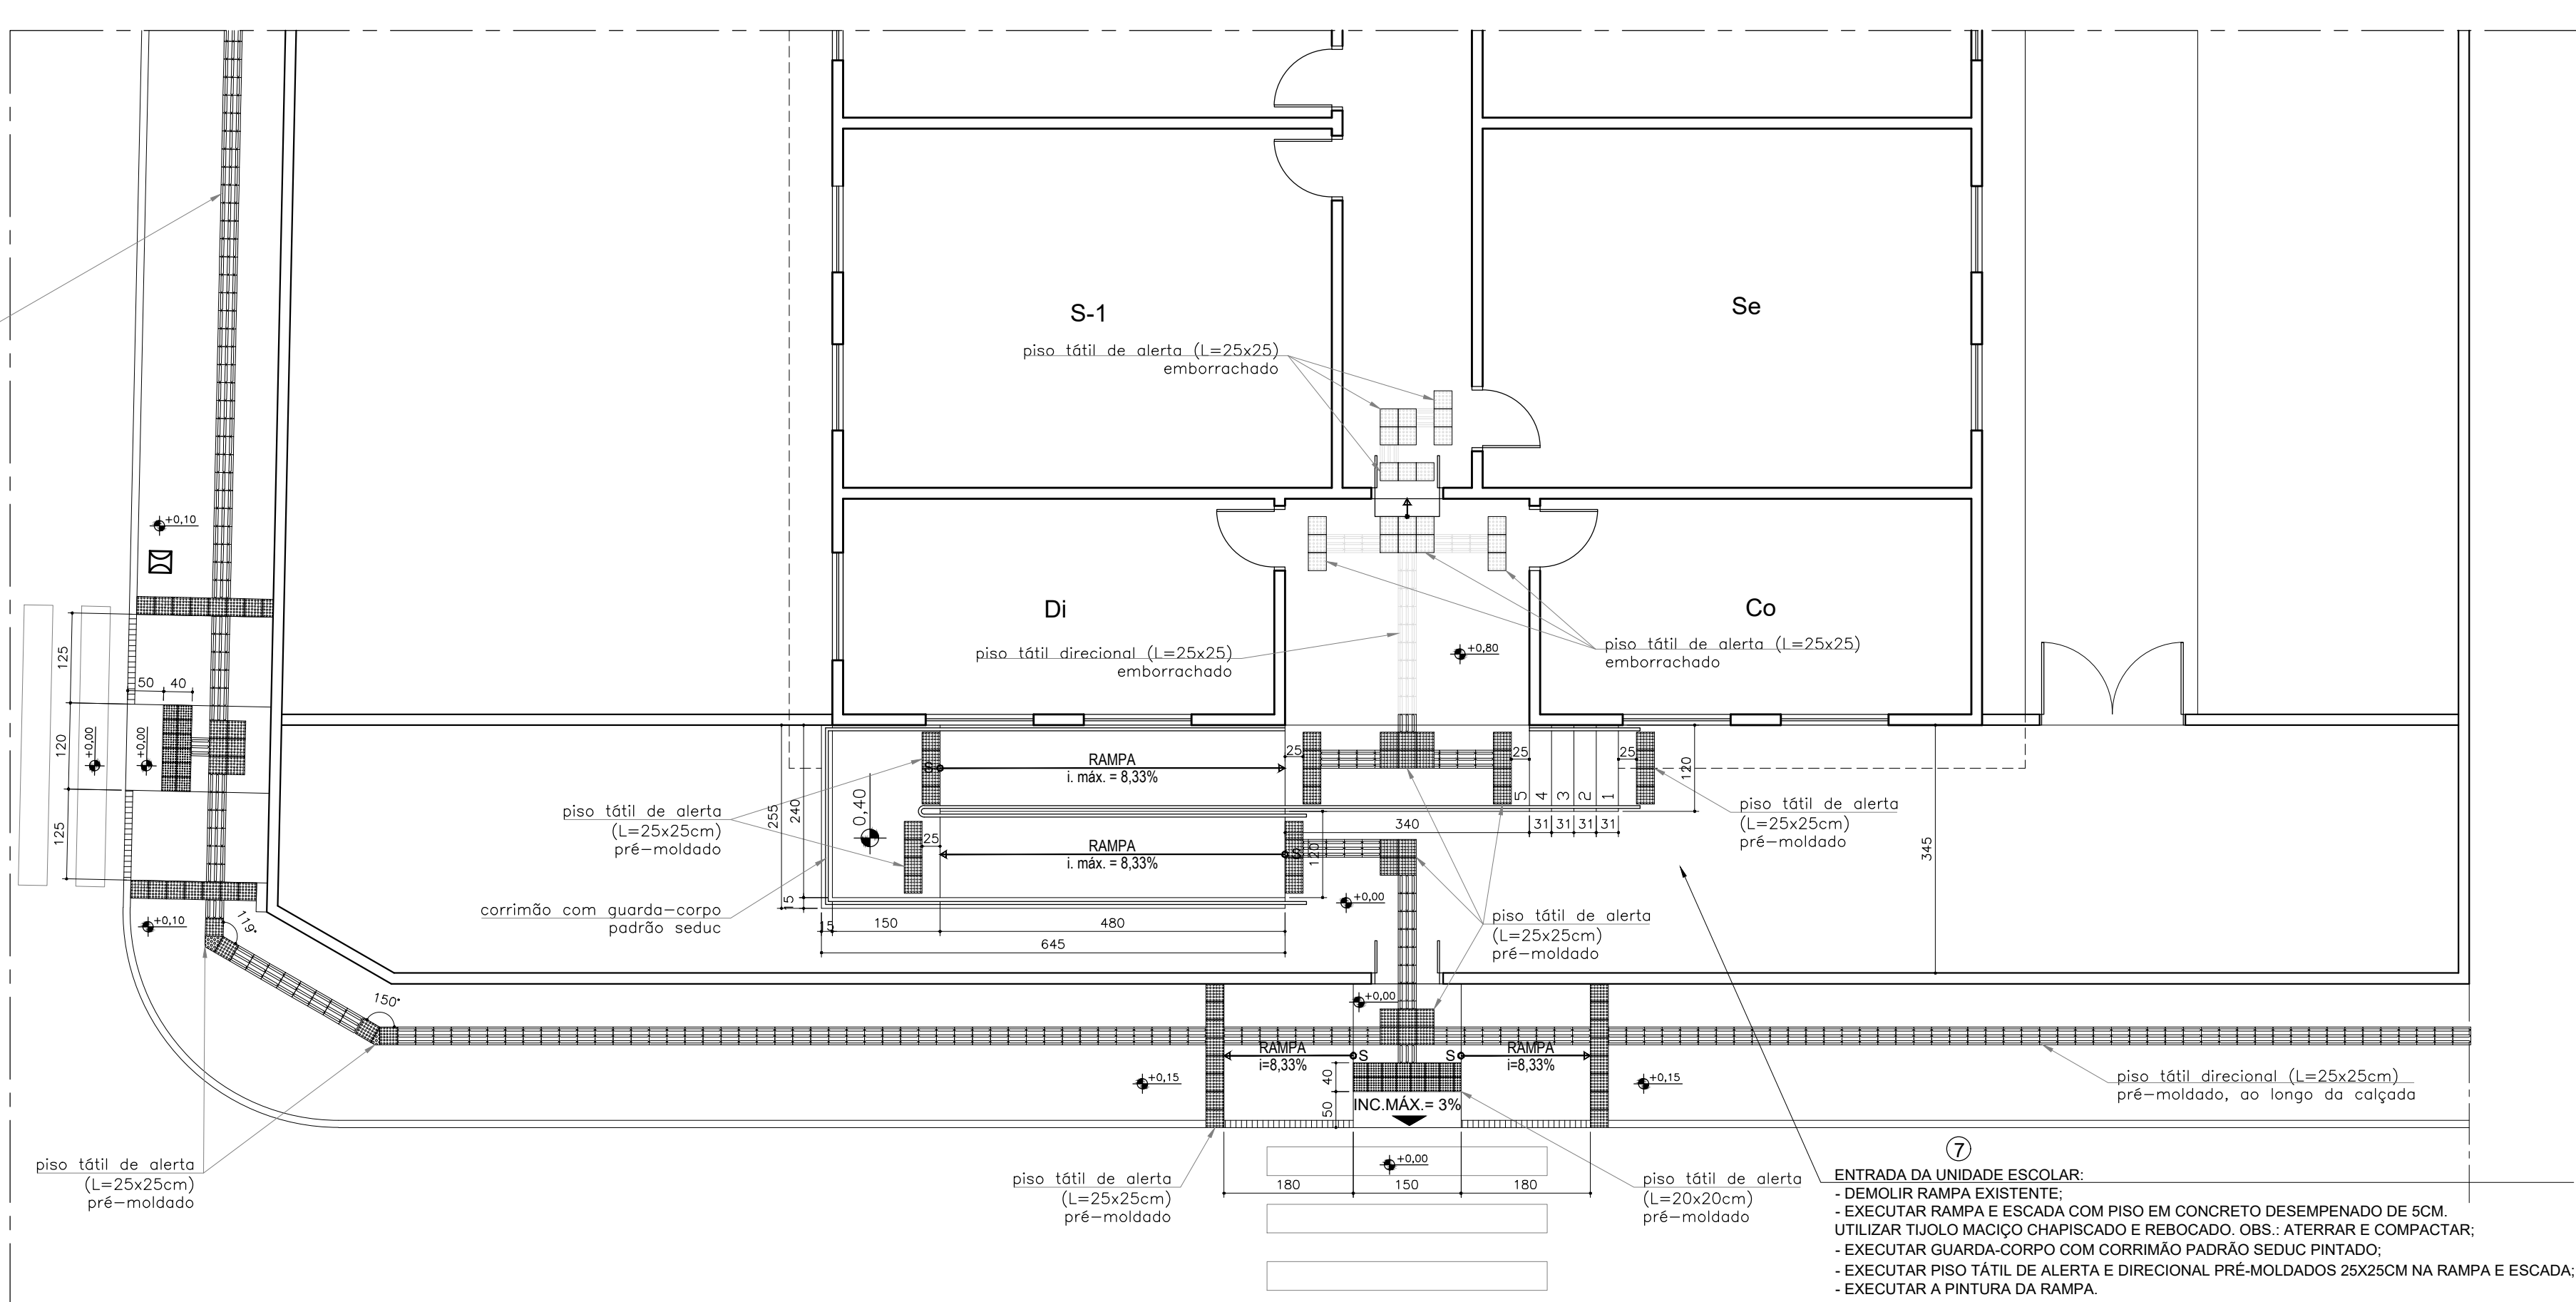 S-1
Se
piso tátil de alerta (L=25x25)
emborrachado
+0,10
Di
Co
piso tátil direcional (L=25x25)
emborrachado
+0,80
piso tátil de alerta (L=25x25)
emborrachado
125
50
40
120
+0,00
+0,00
125
25
25
25
120
RAMPA
i. máx. = 8,33%
S
5
4
3
2
1
255
240
0,40
piso tátil de alerta
(L=25x25cm)
pré-moldado
piso tátil de alerta
(L=25x25cm)
pré-moldado
340
31
31
31
31
25
RAMPA
i. máx. = 8,33%
S
120
345
15
corrimão com guarda-corpo
padrão seduc
+0,00
piso tátil de alerta
(L=25x25cm)
pré-moldado
+0,10
119°
15
150
480
645
150°
+0,00
RAMPA
i=8,33%
S
S
RAMPA
i=8,33%
+0,15
+0,15
40
50
INC.MÁX.= 3%
piso tátil direcional (L=25x25cm)
pré-moldado, ao longo da calçada
piso tátil de alerta
(L=25x25cm)
pré-moldado
piso tátil de alerta
(L=25x25cm)
pré-moldado
+0,00
180
150
180
piso tátil de alerta
(L=20x20cm)
pré-moldado
7
ENTRADA DA UNIDADE ESCOLAR:
- DEMOLIR RAMPA EXISTENTE;
- EXECUTAR RAMPA E ESCADA COM PISO EM CONCRETO DESEMPENADO DE 5CM.
UTILIZAR TIJOLO MACIÇO CHAPISCADO E REBOCADO. OBS.: ATERRAR E COMPACTAR;
- EXECUTAR GUARDA-CORPO COM CORRIMÃO PADRÃO SEDUC PINTADO;
- EXECUTAR PISO TÁTIL DE ALERTA E DIRECIONAL PRÉ-MOLDADOS 25X25CM NA RAMPA E ESCADA;
- EXECUTAR A PINTURA DA RAMPA.